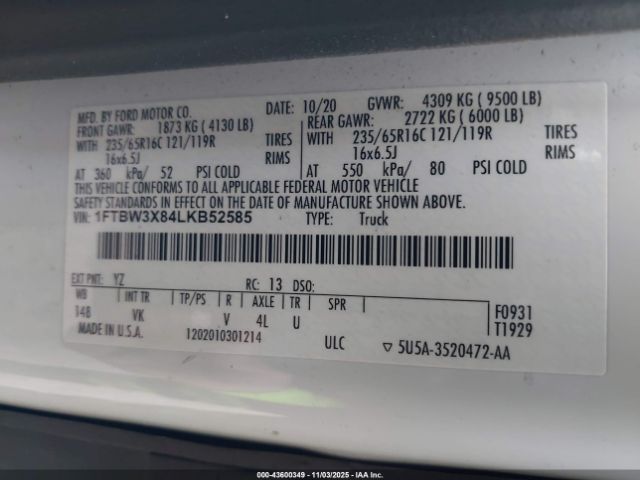 MFD. BY FORD MOTOR CO.
DATE: 10/20 GVWR: 4309 KG ( 9500 LB)
FRONT GAWR: 1873 KG ( 4130 LB)
REAR GAWR: 2722 KG ( 6000 LB)
WITH 235/65R16C 121/119R TIRES
235/65R16C 121/119R TIRES
16x6.5J RIMS
WITH 16x6.5J RIMS
AT 360 kPa/ 52 PSI COLD
AT 550 kPa/ 80 PSI COLD
THIS VEHICLE CONFORMS TO ALL APPLICABLE FEDERAL MOTOR VEHICLE
SAFETY STANDARDS IN EFFECT ON THE DATE OF MANUFACTURE SHOWN ABOVE.
VIN: 1FTBW3X84LKB52585 TYPE: Truck
EXT PNT: YZ RC: 13 DSO:
WB INT TR TP/PS R AXLE TR SPR
148 VK V 4L U
F0931
T1929
MADE IN U.S.A. 1202010301214 ULC ▽ 5U5A-3520472-AA
000-43600349 - 11/03/2025 - IAAI.COM